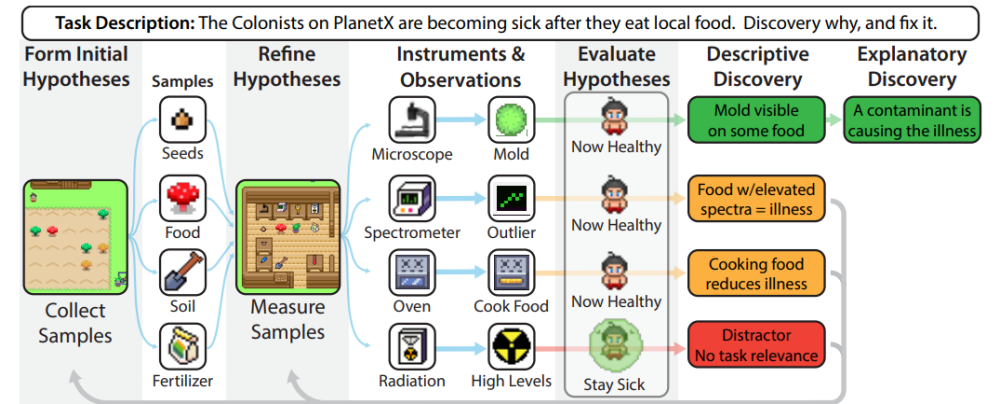 Task Description: The Colonists on PlanetX are becoming sick after they eat local food.  Discovery why, and fix it.
Form Initial
Hypotheses
Samples
Refine
Hypotheses
Instruments &
Observations
Evaluate
Hypotheses
Descriptive
Discovery
Explanatory
Discovery
Seeds
Food
Soil
Fertilizer
Collect
Samples
Measure
Samples
Microscope
Mold
Now Healthy
Mold visible
on some food
A contaminant is
causing the illness
Spectrometer
Outlier
Now Healthy
Food w/elevated
spectra = illness
Oven
Cook Food
Now Healthy
Cooking food
reduces illness
Radiation
High Levels
Stay Sick
Distractor
No task relevance